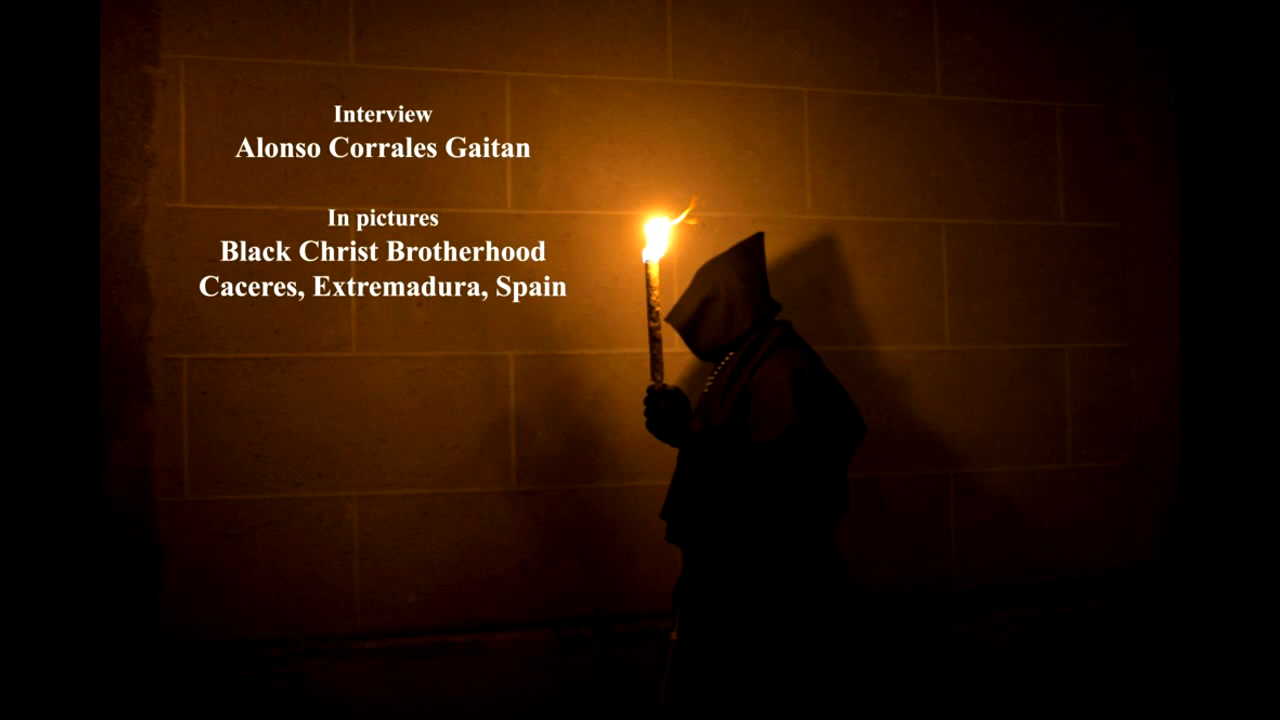 Interview
Alonso Corrales Gaitan
In pictures
Black Christ Brotherhood
Caceres, Extremadura, Spain